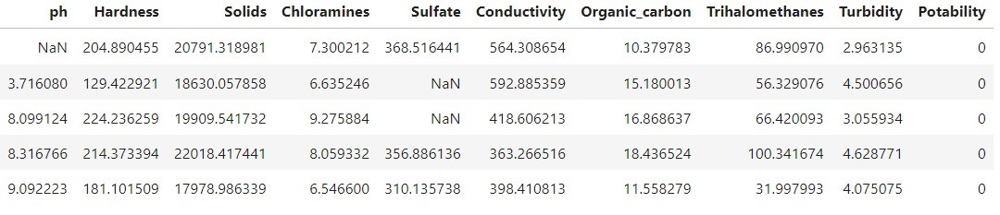 ph Hardness Solids Chloramines Sulfate Conductivity Organic_carbon Trihalomethanes Turbidity Potability
NaN 204.890455 20791.318981 7.300212 368.516441 564.308654 10.379783 86.990970 2.963135 0
3.716080 129.422921 18630.057858 6.635246 NaN 592.885359 15.180013 56.329076 4.500656 0
8.099124 224.236259 19909.541732 9.275884 NaN 418.606213 16.868637 66.420093 3.055934 0
8.316766 214.373394 22018.417441 8.059332 356.886136 363.266516 18.436524 100.341674 4.628771 0
9.092223 181.101509 17978.986339 6.546600 310.135738 398.410813 11.558279 31.997993 4.075075 0